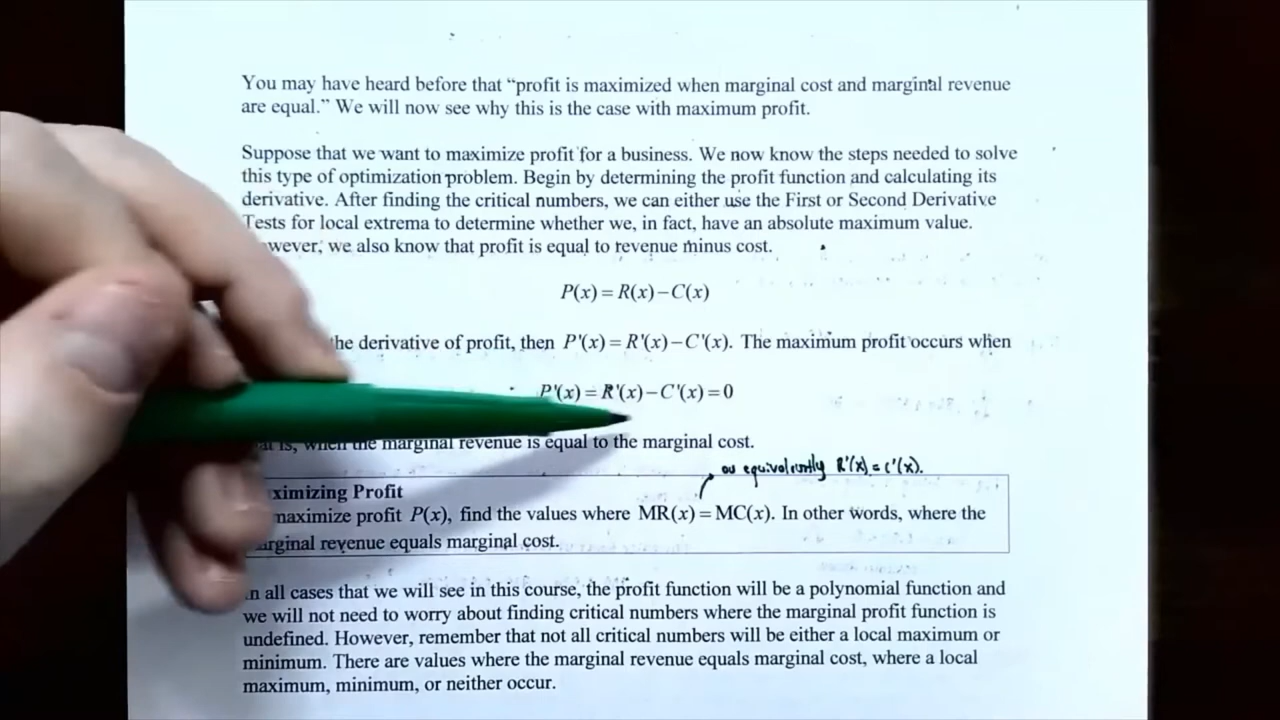 You may have heard before that “profit is maximized when marginal cost and marginal revenue
are equal.” We will now see why this is the case with maximum profit.
Suppose that we want to maximize profit for a business. We now know the steps needed to solve
this type of optimization problem. Begin by determining the profit function and calculating its
derivative. After finding the critical numbers, we can either use the First or Second Derivative
Tests for local extrema to determine whether we, in fact, have an absolute maximum value.
we also know that profit is equal to revenue minus cost.
P(x) = R(x) – C(x)
the derivative of profit, then P'(x) = R'(x) – C'(x). The maximum profit occurs when
P'(x) = R'(x) – C'(x) = 0
when the marginal revenue is equal to the marginal cost.
or equivalently R'(x) = C'(x).
Profit
maximize profit P(x), find the values where MR(x) = MC(x). In other words, where the
marginal revenue equals marginal cost.
In all cases that we will see in this course, the profit function will be a polynomial function and
we will not need to worry about finding critical numbers where the marginal profit function is
undefined. However, remember that not all critical numbers will be either a local maximum or
minimum. There are values where the marginal revenue equals marginal cost, where a local
maximum, minimum, or neither occur.